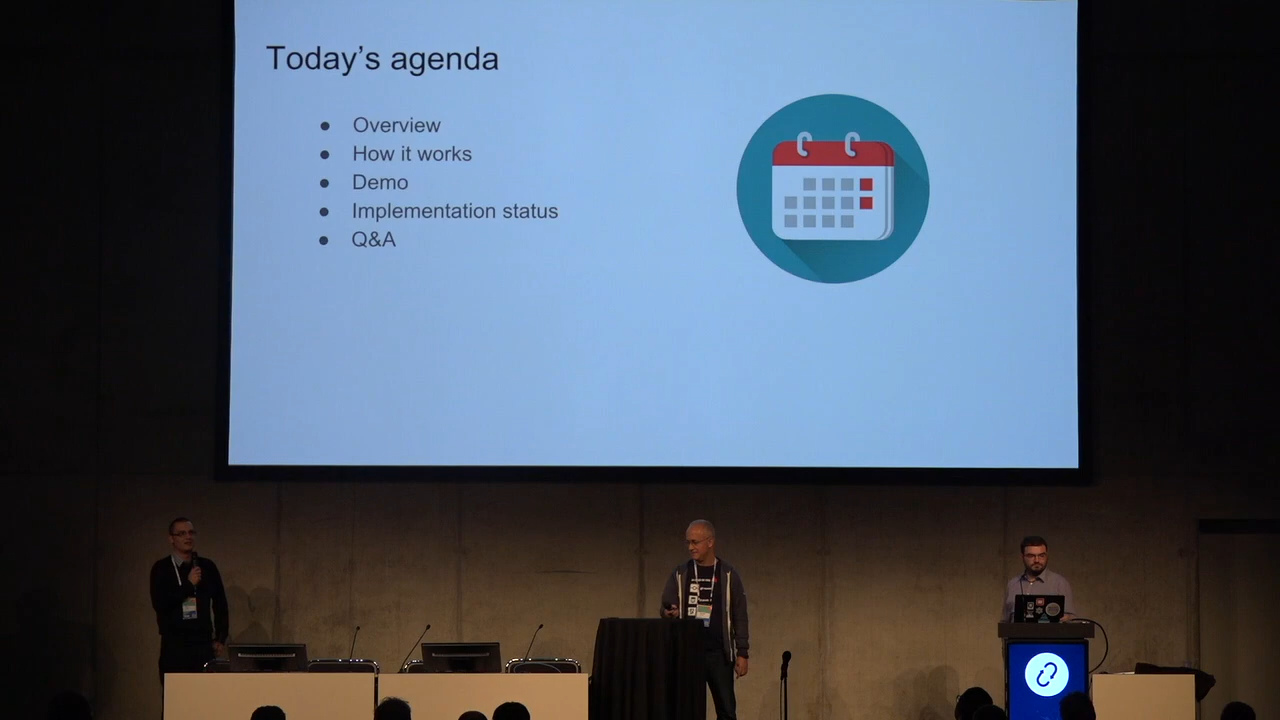 Today's agenda
● Overview
● How it works
● Demo
● Implementation status
● Q&A